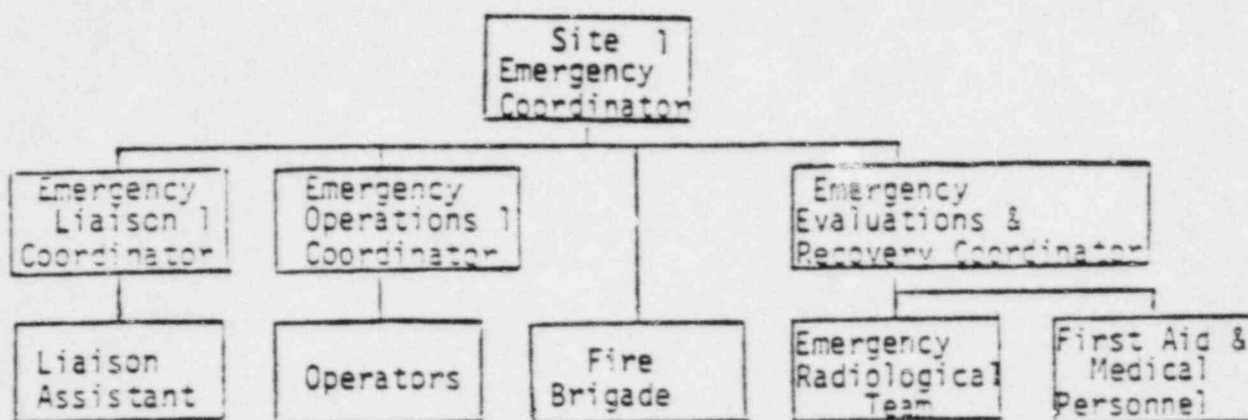 Site 1
Emergency
Coordinator
Emergency
Liaison 1
Coordinator
Emergency
Operations 1
Coordinator
Emergency
Evaluations &
Recovery Coordinator
Liaison
Assistant
Operators
Fire
Brigade
Emergency
Radiological
Team
First Aid &
Medical
Personnel